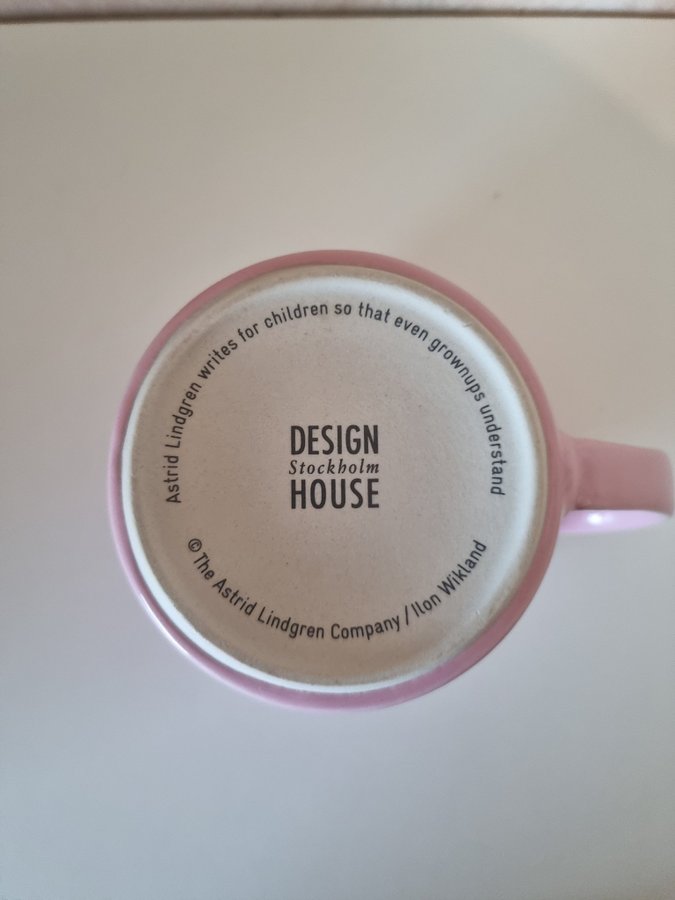 Astrid Lindgren writes for children so that even grownups understand
DESIGN
Stockholm
HOUSE
© The Astrid Lindgren Company / Ilon Wikland